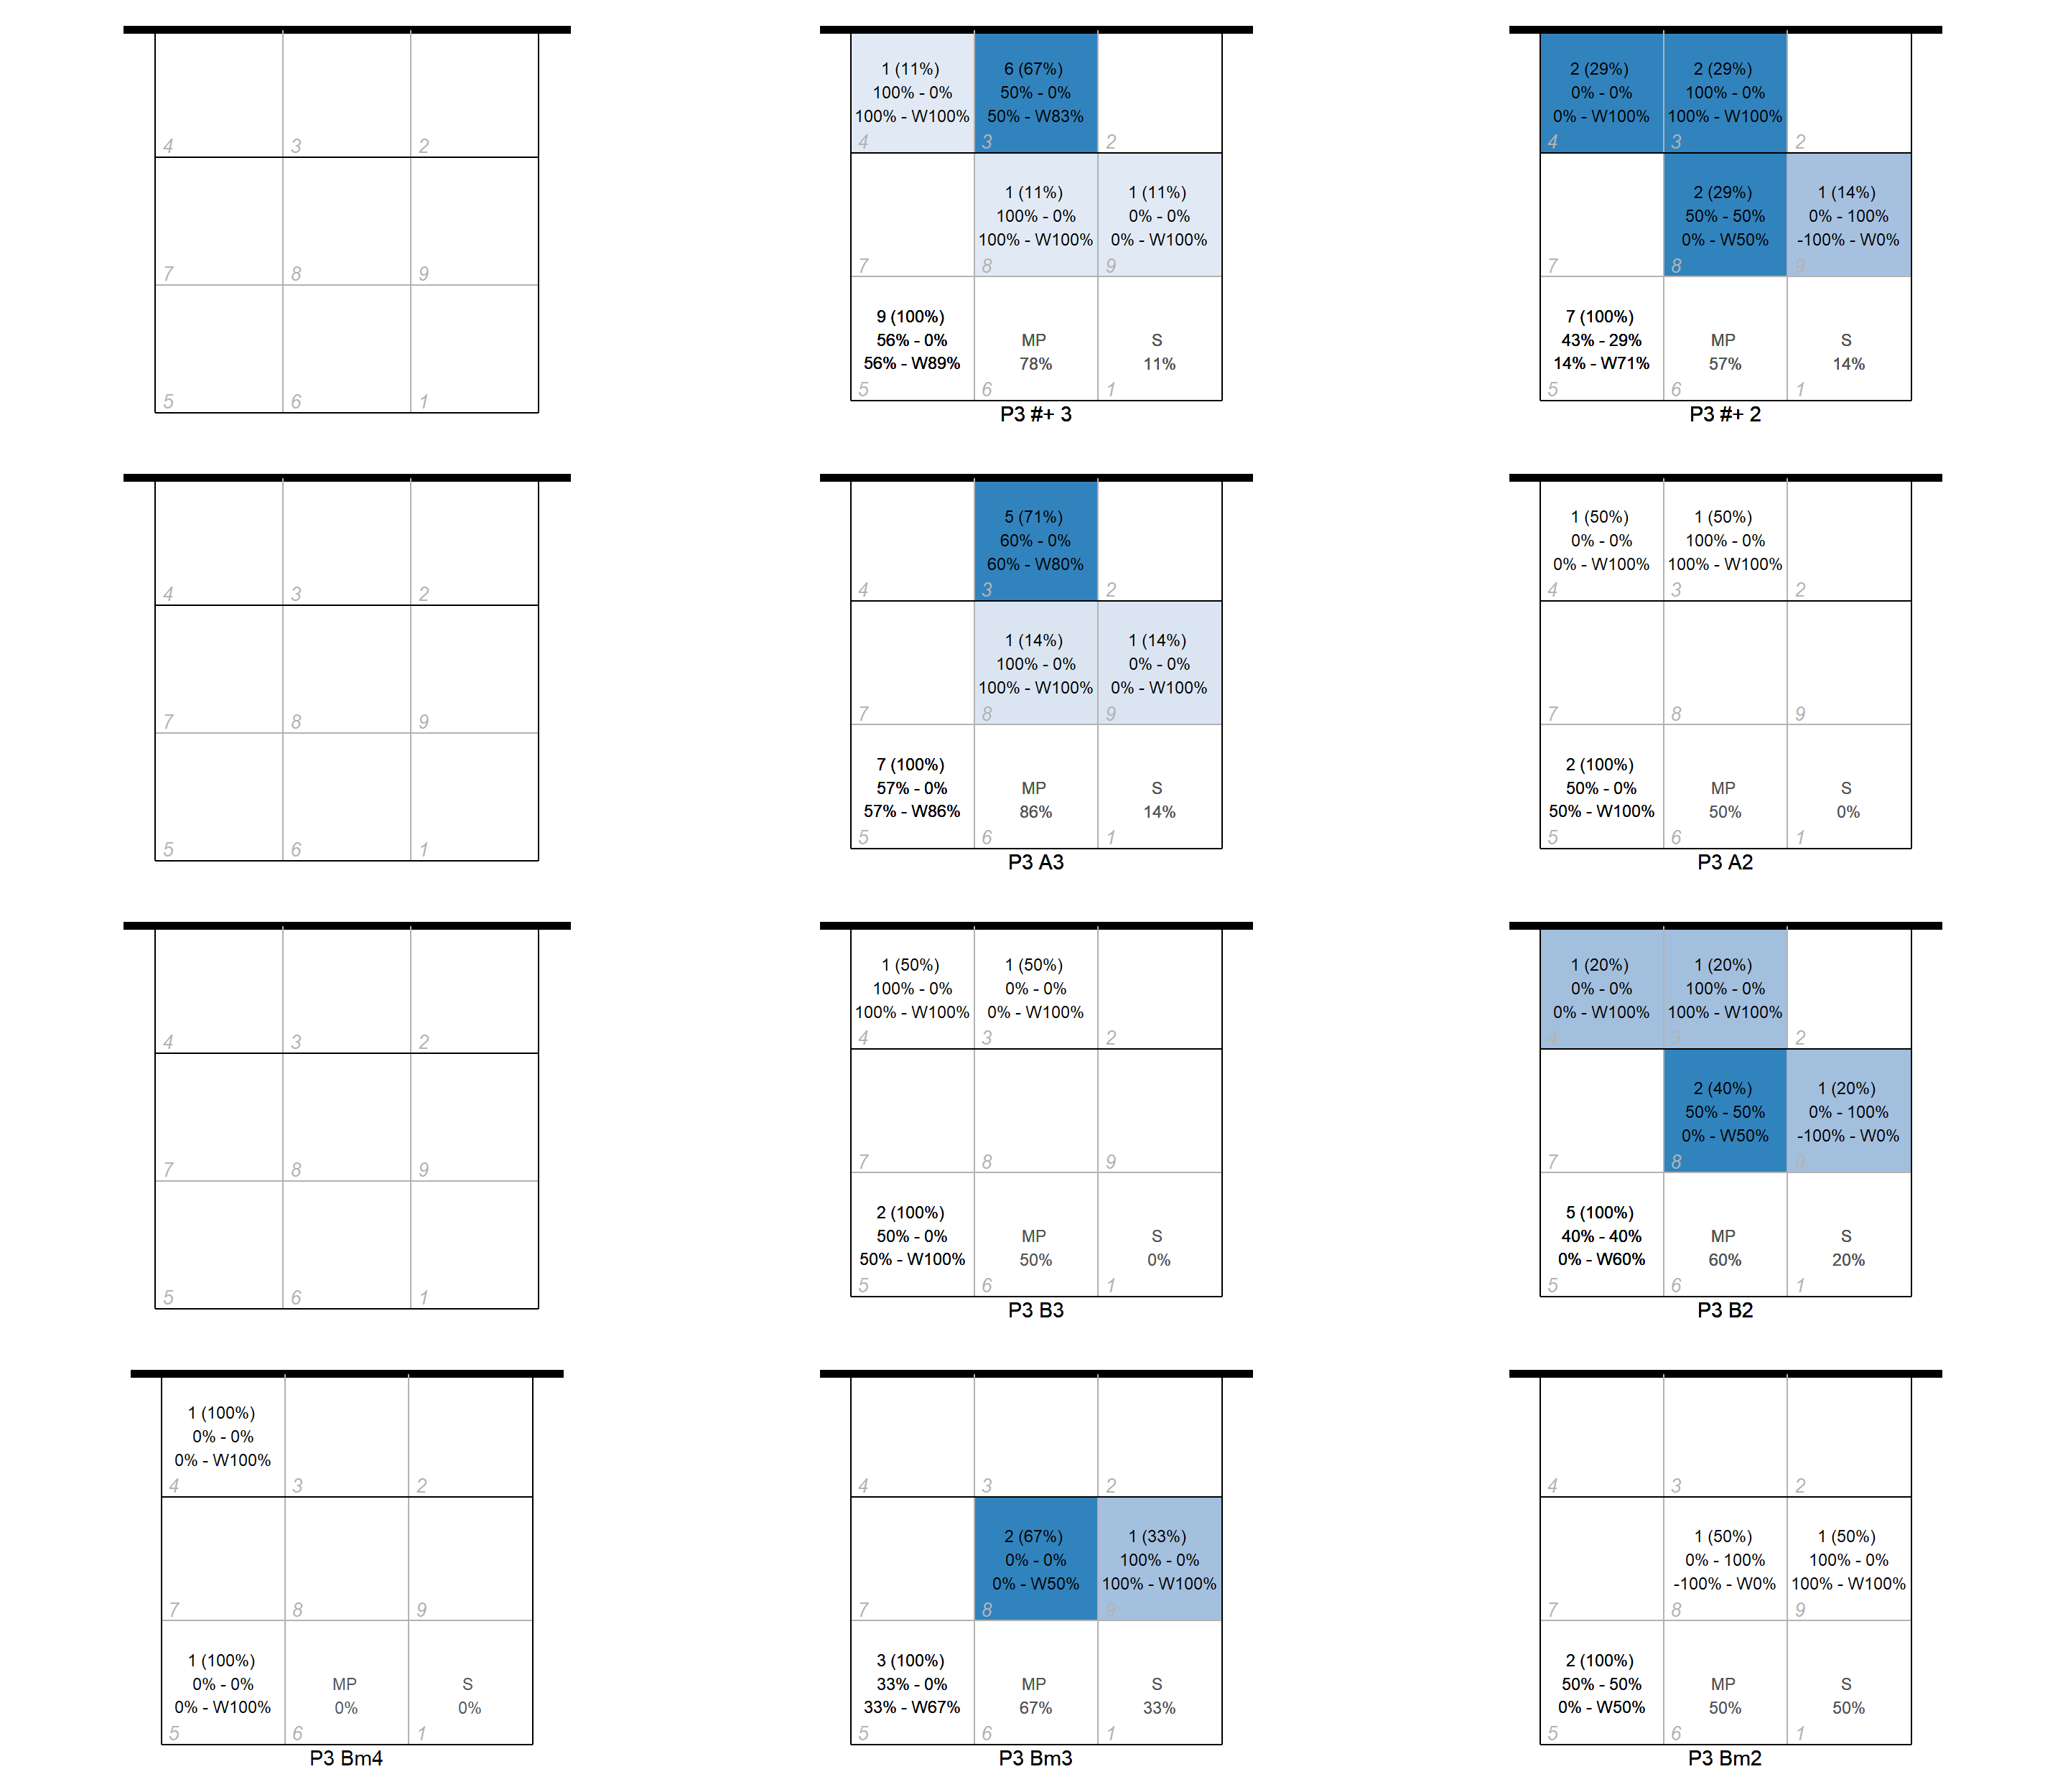 4 3 2
7 8 9
5 6 1
1 (11%)
100% - 0%
100% - W100%
4
6 (67%)
50% - 0%
50% - W83%
3
2
7
1 (11%)
100% - 0%
100% - W100%
8
1 (11%)
0% - 0%
0% - W100%
9
9 (100%)
56% - 0%
56% - W89%
5
MP
78%
6
S
11%
1
P3 #+ 3
2 (29%)
0% - 0%
0% - W100%
4
2 (29%)
100% - 0%
100% - W100%
3
2
7
2 (29%)
50% - 50%
0% - W50%
8
1 (14%)
0% - 100%
-100% - W0%
9
7 (100%)
43% - 29%
14% - W71%
5
MP
57%
6
S
14%
1
P3 #+ 2
4 3 2
7 8 9
5 6 1
4
5 (71%)
60% - 0%
60% - W80%
3
2
7
1 (14%)
100% - 0%
100% - W100%
8
1 (14%)
0% - 0%
0% - W100%
9
7 (100%)
57% - 0%
57% - W86%
5
MP
86%
6
S
14%
1
P3 A3
1 (50%)
0% - 0%
0% - W100%
4
1 (50%)
100% - 0%
100% - W100%
3
2
7
8
9
2 (100%)
50% - 0%
50% - W100%
5
MP
50%
6
S
0%
1
P3 A2
4 3 2
7 8 9
5 6 1
1 (50%)
100% - 0%
100% - W100%
4
1 (50%)
0% - 0%
0% - W100%
3
2
7
8
9
2 (100%)
50% - 0%
50% - W100%
5
MP
50%
6
S
0%
1
P3 B3
1 (20%)
0% - 0%
0% - W100%
4
1 (20%)
100% - 0%
100% - W100%
3
2
7
2 (40%)
50% - 50%
0% - W50%
8
1 (20%)
0% - 100%
-100% - W0%
9
5 (100%)
40% - 40%
0% - W60%
5
MP
60%
6
S
20%
1
P3 B2
1 (100%)
0% - 0%
0% - W100%
4
3
2
7
8
9
1 (100%)
0% - 0%
0% - W100%
5
MP
0%
6
S
0%
1
P3 Bm4
4
3
2
7
2 (67%)
0% - 0%
0% - W50%
8
1 (33%)
100% - 0%
100% - W100%
9
3 (100%)
33% - 0%
33% - W67%
5
MP
67%
6
S
33%
1
P3 Bm3
4
3
2
7
1 (50%)
0% - 100%
-100% - W0%
8
1 (50%)
100% - 0%
100% - W100%
9
2 (100%)
50% - 50%
0% - W50%
5
MP
50%
6
S
50%
1
P3 Bm2